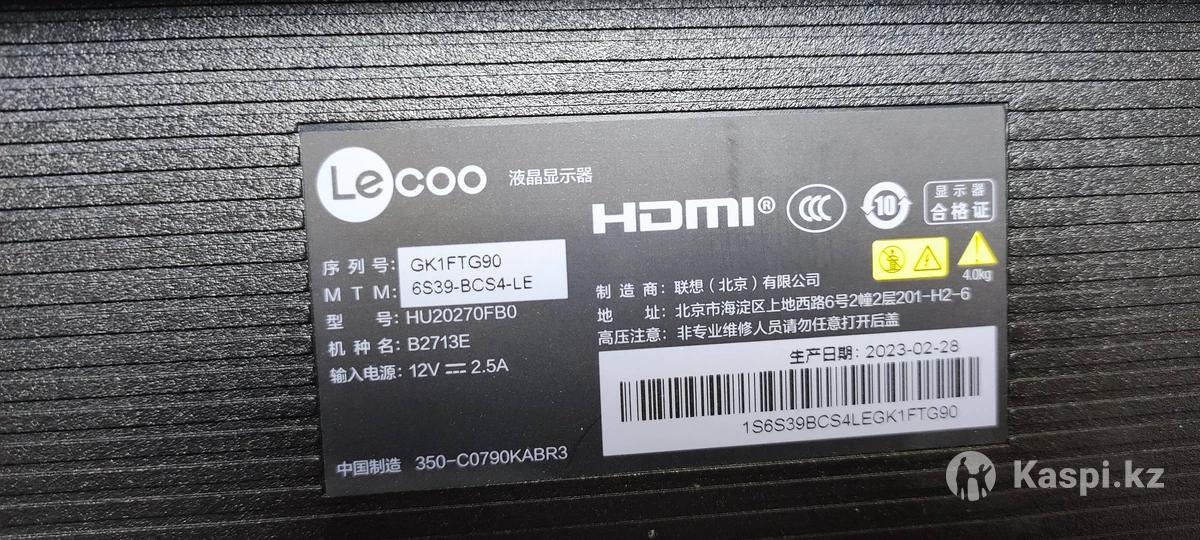 Lecoo 液晶显示器
HDMI® CCC 10 显示器
合格证
4.0kg
序列号: GK1FTG90
MTM: 6S39-BCS4-LE
型号: HU20270FB0
机种名: B2713E
输入电源: 12V ⎓ 2.5A
制造商: 联想（北京）有限公司
地址: 北京市海淀区上地西路6号2幢2层201-H2-6
高压注意: 非专业维修人员请勿任意打开后盖
生产日期: 2023-02-28
1S6S39BCS4LEGK1FTG90
中国制造 350-C0790KABR3
Kaspi.kz